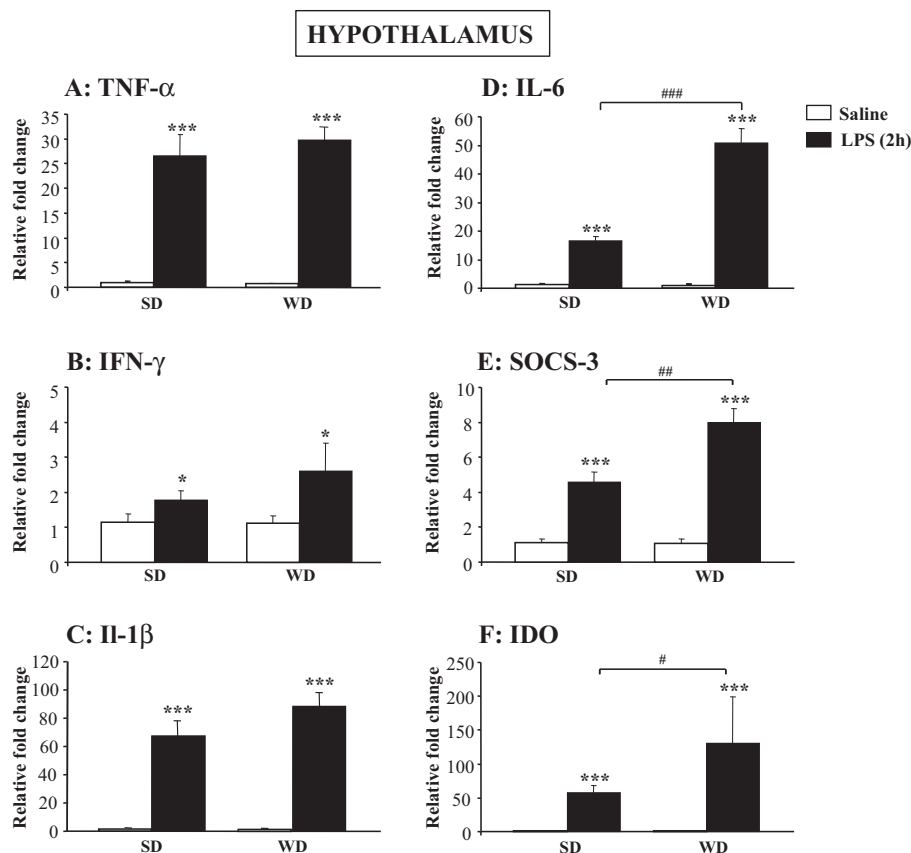 HYPOTHALAMUS
A: TNF-α
Relative fold change
35
30
25
20
15
10
5
0
***
***
SD
WD
D: IL-6
Relative fold change
60
50
40
30
20
10
0
###
***
***
SD
WD
Saline
LPS (2h)
B: IFN-γ
Relative fold change
5
4
3
2
1
0
*
*
SD
WD
E: SOCS-3
Relative fold change
10
8
6
4
2
0
##
***
***
SD
WD
C: Il-1β
Relative fold change
120
100
80
60
40
20
0
***
***
SD
WD
F: IDO
Relative fold change
250
200
150
100
50
0
#
***
***
SD
WD